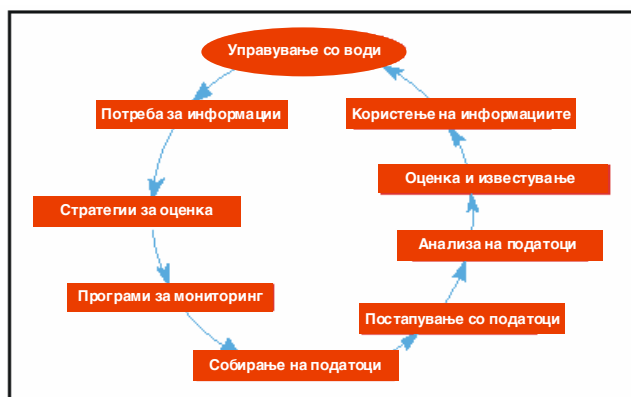 Управување со води
Потреба за информации
Користење на информациите
Стратегии за оценка
Оценка и известување
Програми за мониторинг
Анализа на податоци
Собирање на податоци
Постапување со податоци